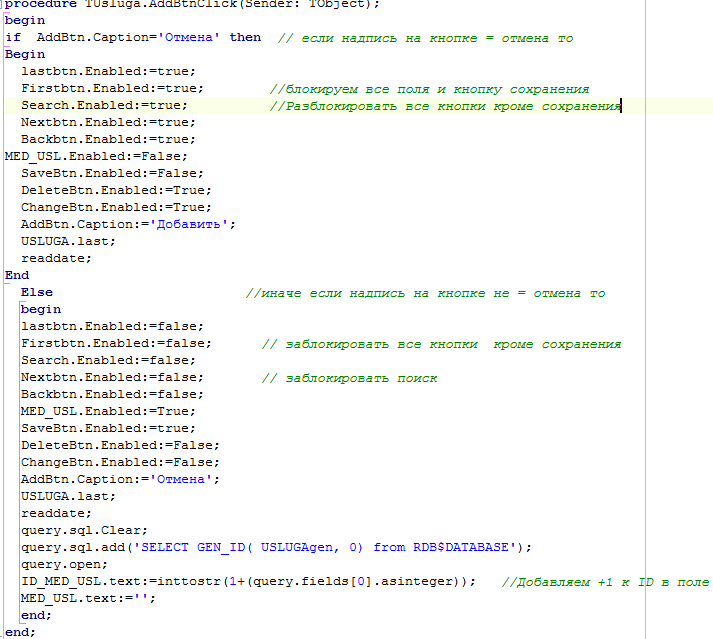 procedure TUsluga.AddBtnClick(Sender: TObject);
begin
if  AddBtn.Caption='Отмена' then  // если надпись на кнопке = отмена то
Begin
lastbtn.Enabled:=true;
Firstbtn.Enabled:=true;        //блокируем все поля и кнопку сохранения
Search.Enabled:=true;          //Разблокировать все кнопки кроме сохранения
Nextbtn.Enabled:=true;
Backbtn.Enabled:=true;
MED_USL.Enabled:=False;
SaveBtn.Enabled:=False;
DeleteBtn.Enabled:=True;
ChangeBtn.Enabled:=True;
AddBtn.Caption:='Добавить';
USLUGA.last;
readdate;
End
Else                        //иначе если надпись на кнопке не = отмена то
begin
lastbtn.Enabled:=false;
Firstbtn.Enabled:=false;      // заблокировать все кнопки  кроме сохранения
Search.Enabled:=false;
Nextbtn.Enabled:=false;       // заблокировать поиск
Backbtn.Enabled:=false;
MED_USL.Enabled:=True;
SaveBtn.Enabled:=true;
DeleteBtn.Enabled:=False;
ChangeBtn.Enabled:=False;
AddBtn.Caption:='Отмена';
USLUGA.last;
readdate;
query.sql.Clear;
query.sql.add('SELECT GEN_ID( USLUGAgen, 0) from RDB$DATABASE');
query.open;
ID_MED_USL.text:=inttostr(1+(query.fields[0].asinteger));   //Добавляем +1 к ID в поле
MED_USL.text:='';
end;
end;